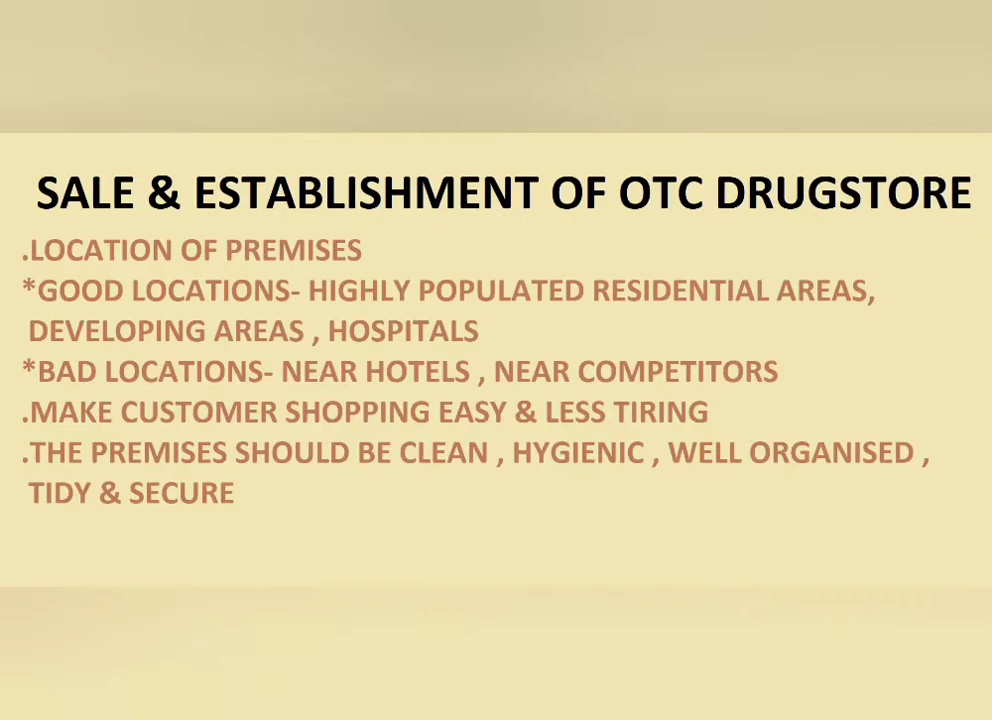 SALE & ESTABLISHMENT OF OTC DRUGSTORE
.LOCATION OF PREMISES
*GOOD LOCATIONS- HIGHLY POPULATED RESIDENTIAL AREAS,
DEVELOPING AREAS , HOSPITALS
*BAD LOCATIONS- NEAR HOTELS , NEAR COMPETITORS
.MAKE CUSTOMER SHOPPING EASY & LESS TIRING
.THE PREMISES SHOULD BE CLEAN , HYGIENIC , WELL ORGANISED ,
TIDY & SECURE